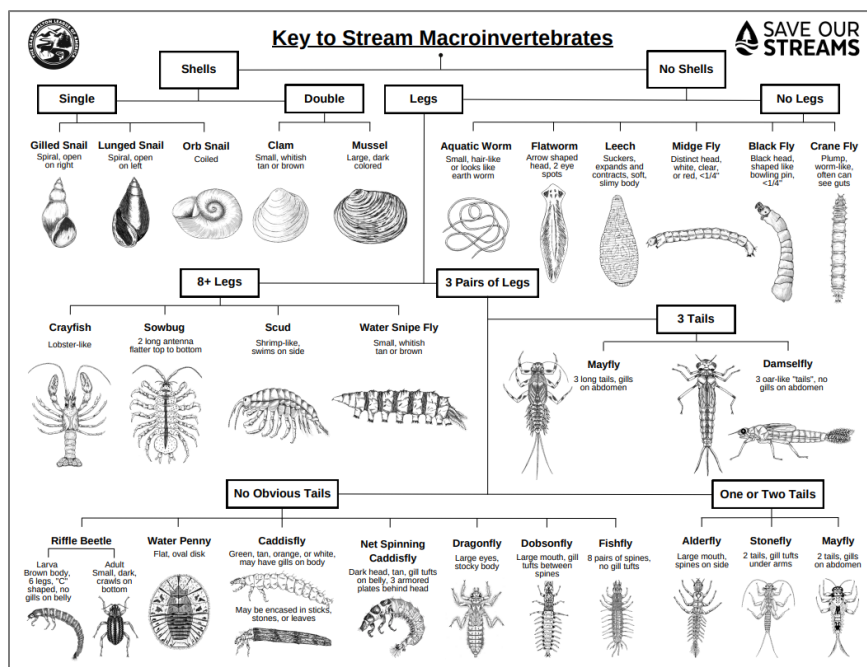 Key to Stream Macroinvertebrates
SAVE OUR
STREAMS
Shells
No Shells
Single
Double
Legs
No Legs
Gilled Snail
Spiral, open
on right
Lunged Snail
Spiral, open
on left
Orb Snail
Coiled
Clam
Small, whitish
tan or brown
Mussel
Large, dark
colored
Aquatic Worm
Small, hair-like
or looks like
earth worm
Flatworm
Arrow shaped
head, 2 eye
spots
Leech
Suckers,
expands and
contracts, soft,
slimy body
Midge Fly
Distinct head,
white, clear,
or red, <1/4"
Black Fly
Black head,
shaped like
bowling pin,
<1/4"
Crane Fly
Plump,
worm-like,
often can
see guts
8+ Legs
3 Pairs of Legs
Crayfish
Lobster-like
Sowbug
2 long antenna
flatter top to bottom
Scud
Shrimp-like,
swims on side
Water Snipe Fly
Small, whitish
tan or brown
3 Tails
Mayfly
3 long tails, gills
on abdomen
Damselfly
3 oar-like "tails", no
gills on abdomen
No Obvious Tails
One or Two Tails
Riffle Beetle
Larva
Brown body,
6 legs, "C"
shaped, no
gills on belly
Adult
Small, dark,
crawls on
bottom
Water Penny
Flat, oval disk
Caddisfly
Green, tan, orange, or white,
may have gills on body
May be encased in sticks,
stones, or leaves
Net Spinning
Caddisfly
Dark head, tan, gill tufts
on belly, 3 armored
plates behind head
Dragonfly
Large eyes,
stocky body
Dobsonfly
Large mouth, gill
tufts between
spines
Fishfly
8 pairs of spines,
no gill tufts
Alderfly
Large mouth,
spines on side
Stonefly
2 tails, gill tufts
under arms
Mayfly
2 tails, gills
on abdomen